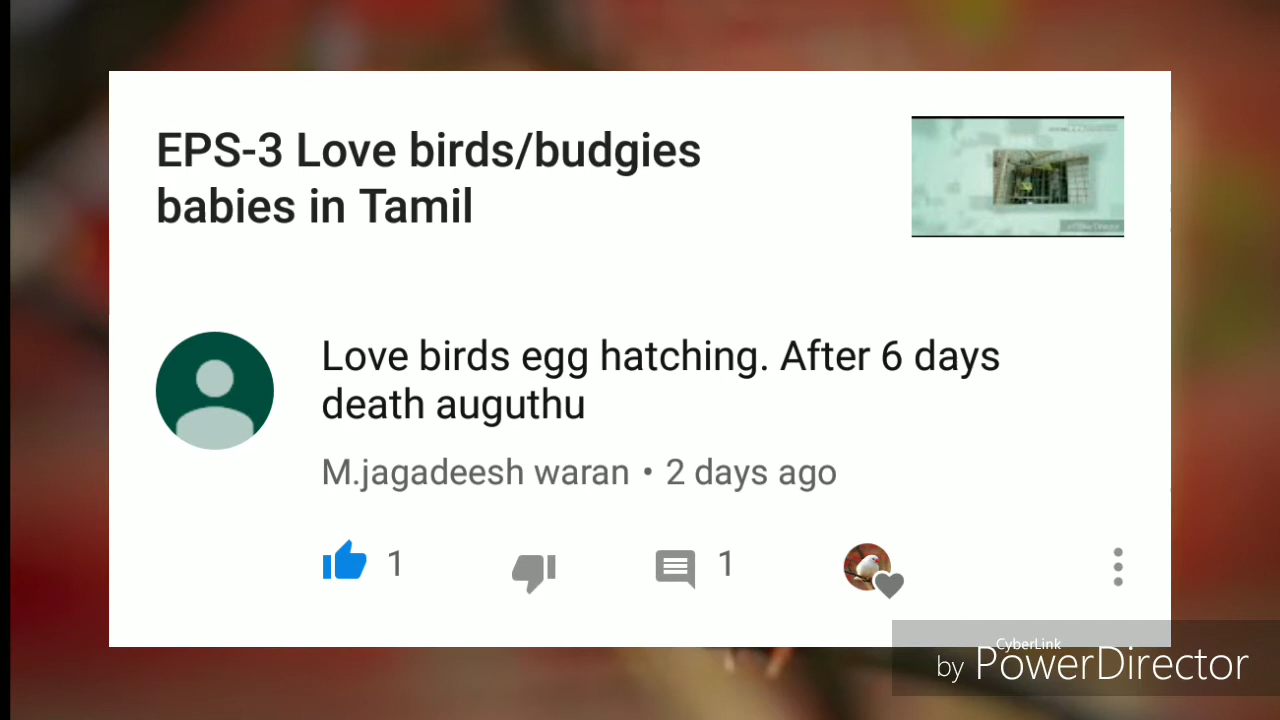 EPS-3 Love birds/budgies
babies in Tamil
Love birds egg hatching. After 6 days
death auguthu
M.jagadeesh waran • 2 days ago
1
1
CyberLink
by PowerDirector